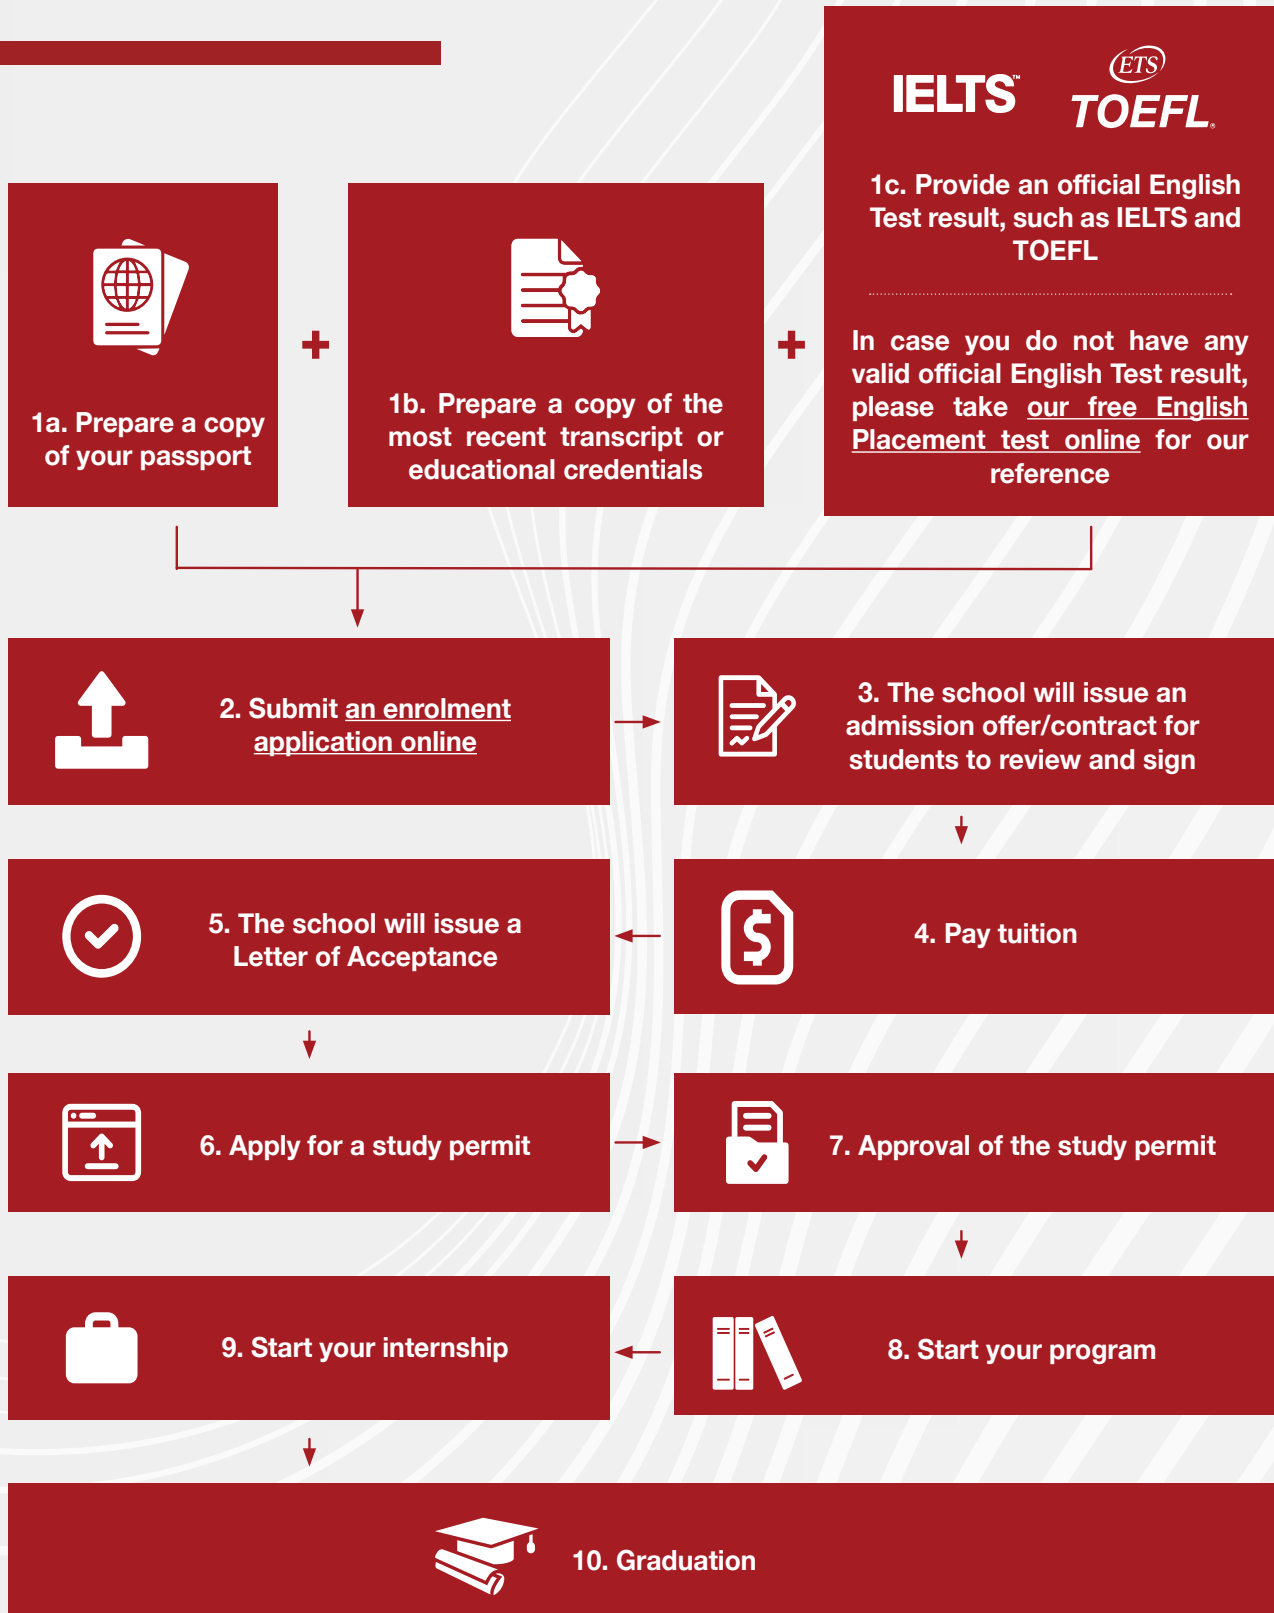 IELTS™
ETS
TOEFL®
1a. Prepare a copy
of your passport
1b. Prepare a copy of the
most recent transcript or
educational credentials
1c. Provide an official English
Test result, such as IELTS and
TOEFL
In case you do not have any
valid official English Test result,
please take our free English
Placement test online for our
reference
2. Submit an enrolment
application online
3. The school will issue an
admission offer/contract for
students to review and sign
4. Pay tuition
5. The school will issue a
Letter of Acceptance
6. Apply for a study permit
7. Approval of the study permit
8. Start your program
9. Start your internship
10. Graduation